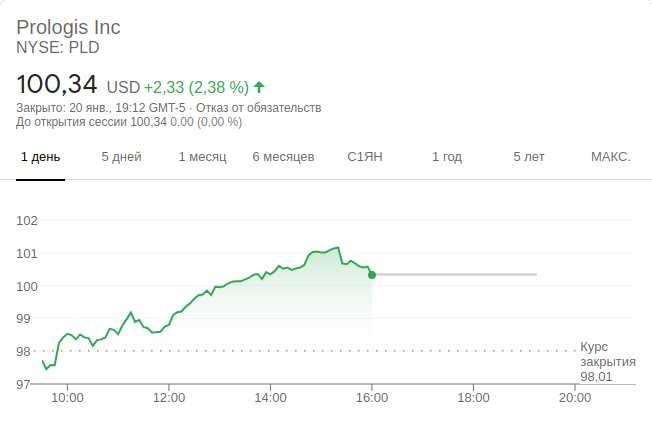 Prologis Inc
NYSE: PLD
100,34 USD +2,33 (2,38 %)
Закрыто: 20 янв., 19:12 GMT-5 · Отказ от обязательств
До открытия сессии 100,34 0,00 (0,00 %)
1 день 5 дней 1 месяц 6 месяцев С1ЯН 1 год 5 лет МАКС.
102
101
100
99
98
97
Курс
закрытия
98,01
10:00 12:00 14:00 16:00 18:00 20:00